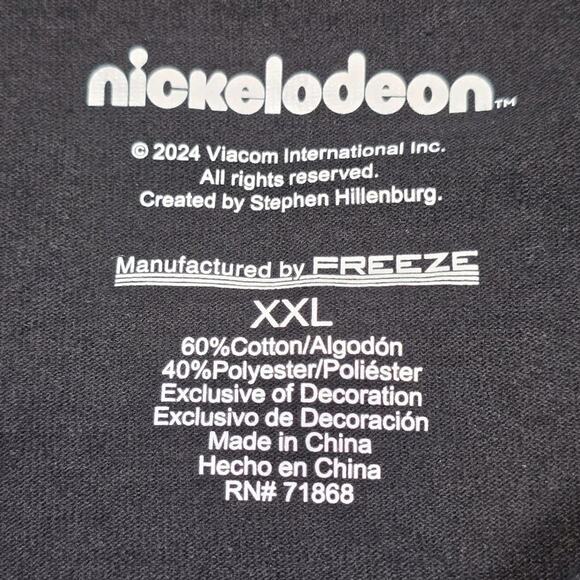 nickelodeon™
© 2024 Viacom International Inc.
All rights reserved.
Created by Stephen Hillenburg.
Manufactured by FREEZE
XXL
60%Cotton/Algodón
40%Polyester/Poliéster
Exclusive of Decoration
Exclusivo de Decoración
Made in China
Hecho en China
RN# 71868